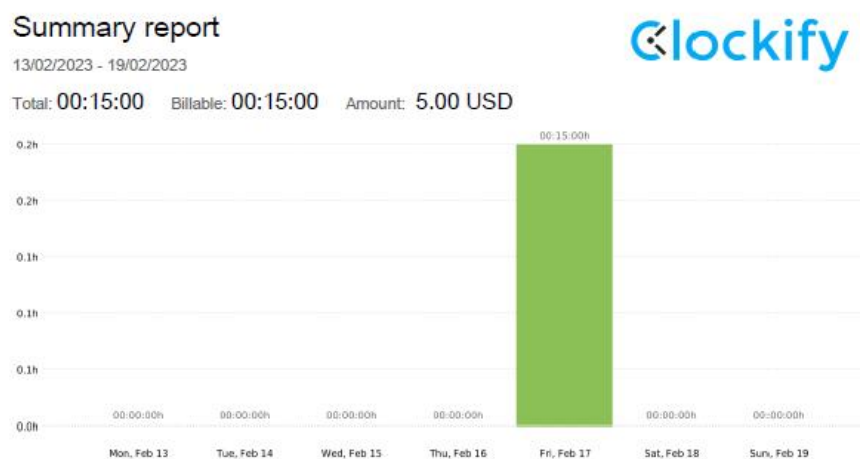 Summary report
Clockify
13/02/2023 - 19/02/2023
Total: 00:15:00 Billable: 00:15:00 Amount: 5.00 USD
00:15:00h
0.2h
0.2h
0.1h
0.1h
0.1h
00:00:00h 00:00:00h 00:00:00h 00:00:00h 00:00:00h 00:00:00h
0.0h
Mon, Feb 13 Tue, Feb 14 Wed, Feb 15 Thu, Feb 16 Fri, Feb 17 Sat, Feb 18 Sun, Feb 19